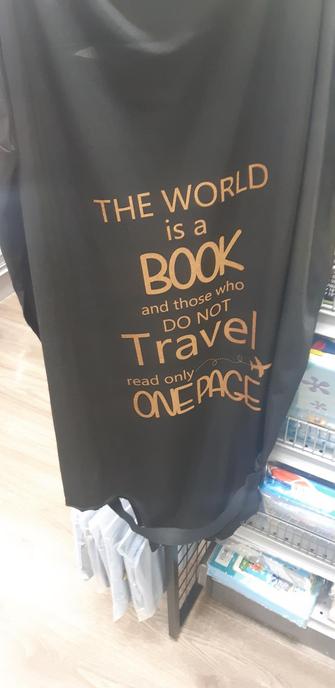 THE WORLD
is a
BOOK
and those who
DO NOT
Travel
read only
ONE PAGE